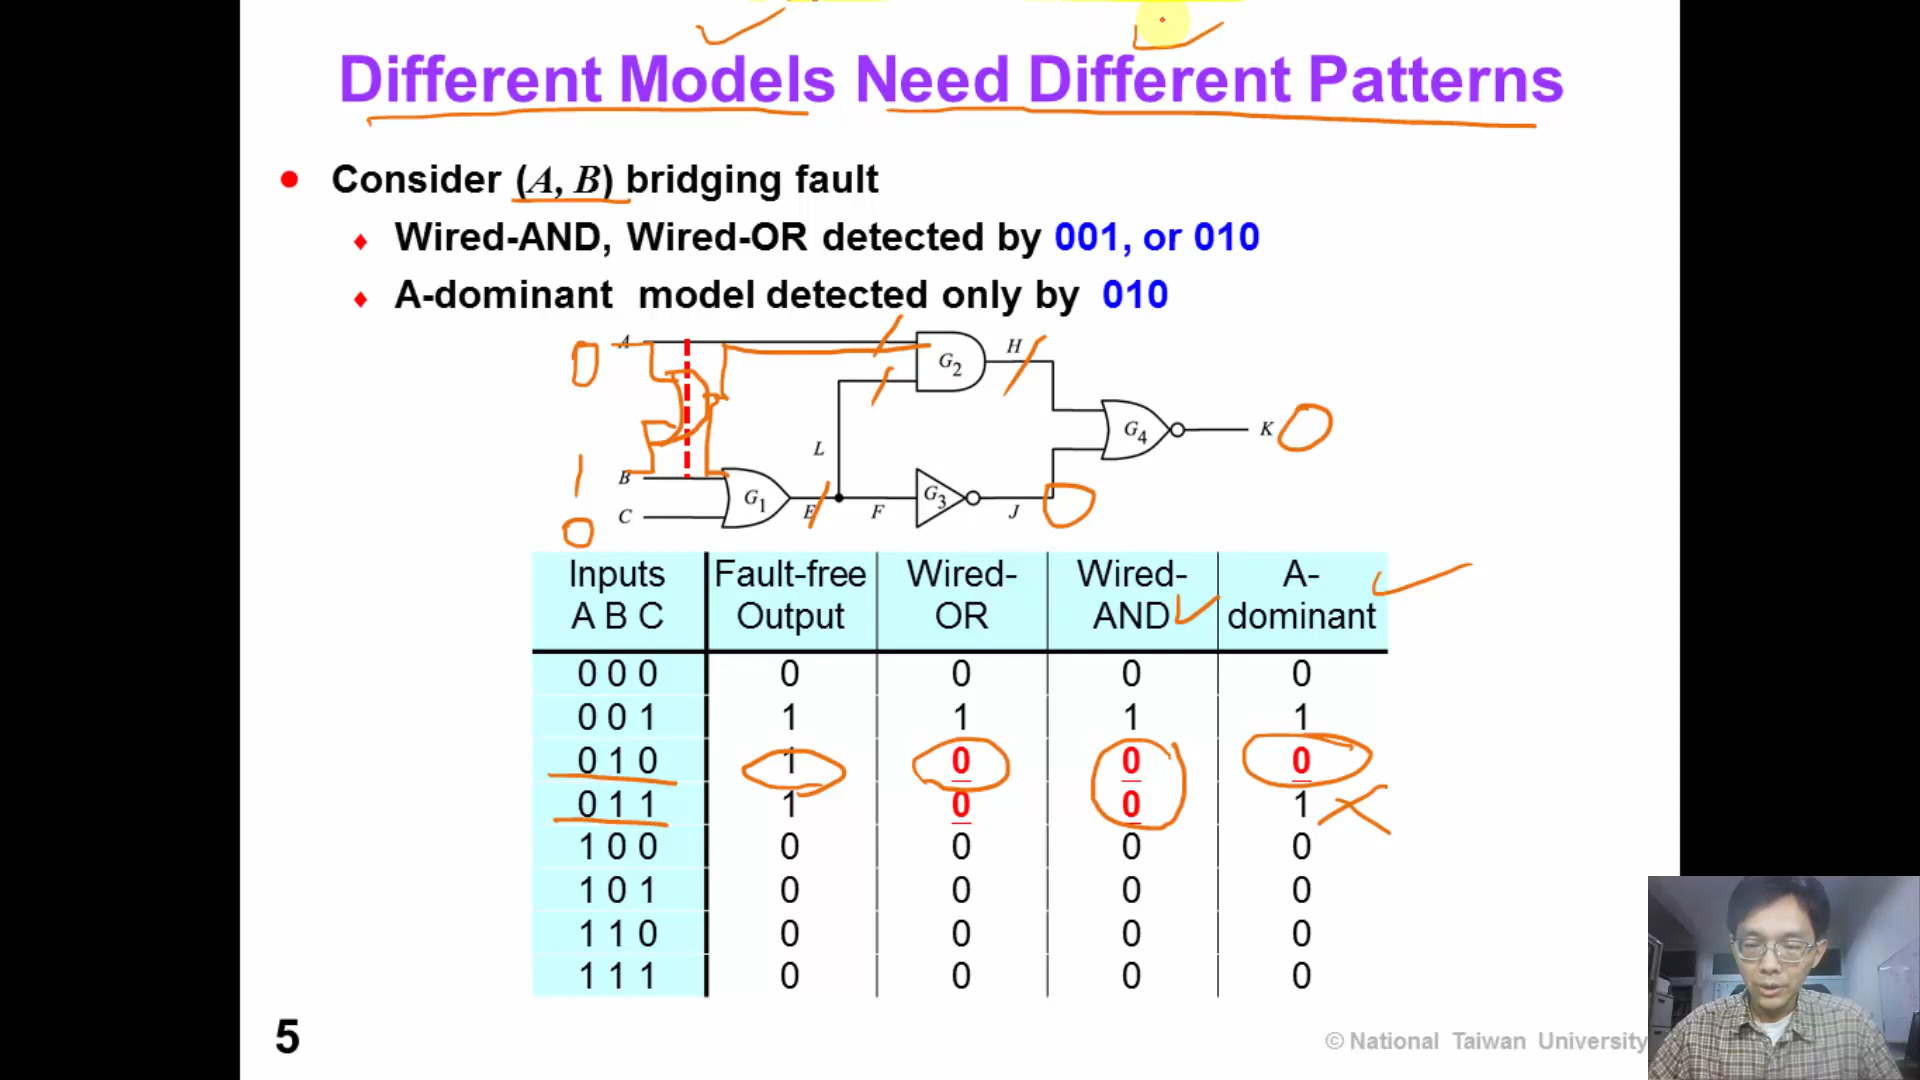 Different Models Need Different Patterns
Consider (A, B) bridging fault
Wired-AND, Wired-OR detected by 001, or 010
A-dominant model detected only by 010
0 A H
G2
G4 K 0
L
1 B G1 E F G3 J 0
C
0
Inputs A B C Fault-free Output Wired-OR Wired-AND A-dominant
0 0 0 0 0 0 0
0 0 1 1 1 1 1
0 1 0 1 0 0 0
0 1 1 1 0 0 1
1 0 0 0 0 0 0
1 0 1 0 0 0 0
1 1 0 0 0 0 0
1 1 1 0 0 0 0
5
© National Taiwan University